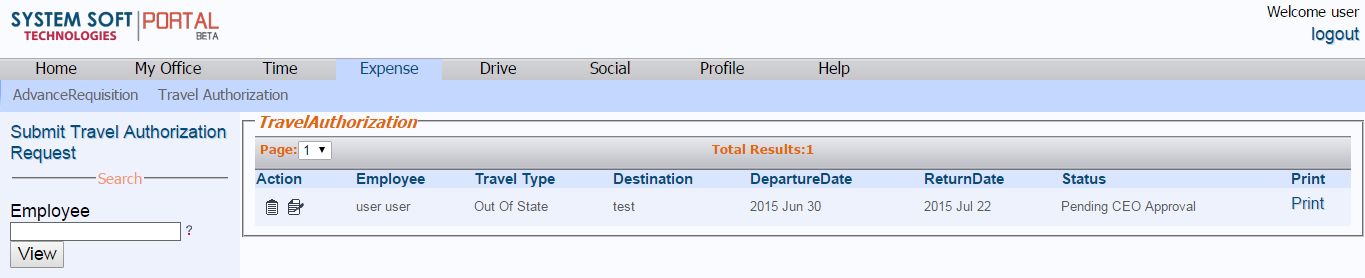 SYSTEM SOFT PORTAL
TECHNOLOGIES BETA
Welcome user
logout
Home My Office Time Expense Drive Social Profile Help
AdvanceRequisition Travel Authorization
Submit Travel Authorization
Request
Search
Employee
?
View
TravelAuthorization
Page: 1 Total Results:1
Action Employee Travel Type Destination DepartureDate ReturnDate Status Print
user user Out Of State test 2015 Jun 30 2015 Jul 22 Pending CEO Approval Print